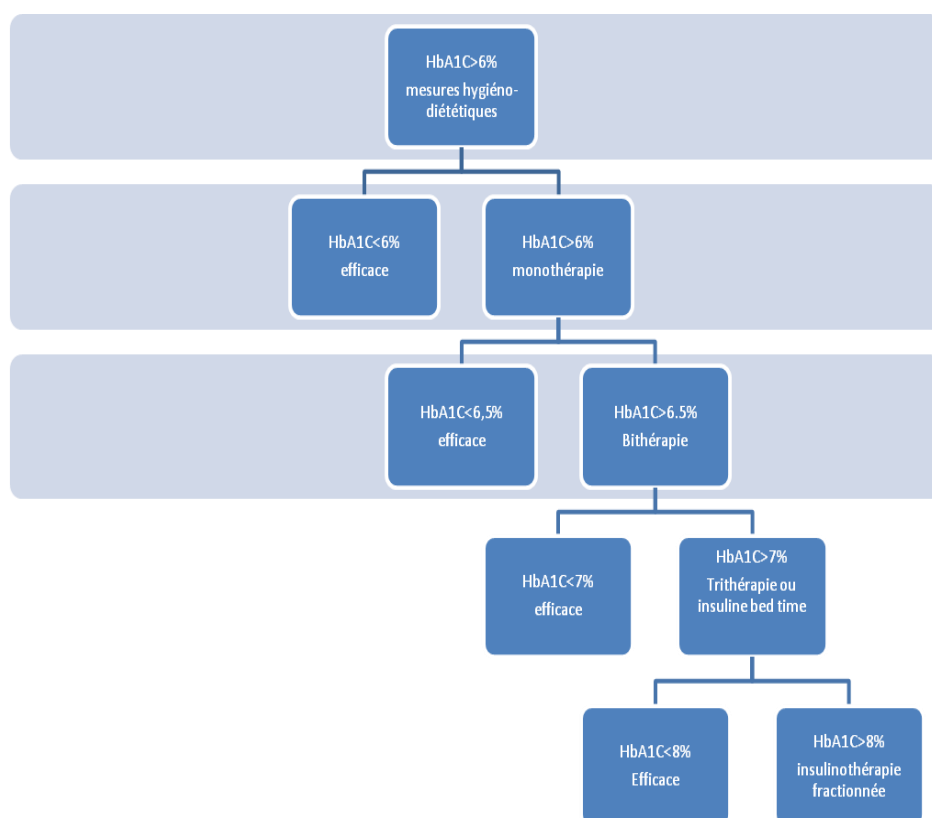 HbA1C>6%
mesures hygiéno-
diététiques
HbA1C<6%
efficace
HbA1C>6%
monothérapie
HbA1C<6,5%
efficace
HbA1C>6.5%
Bithérapie
HbA1C<7%
efficace
HbA1C>7%
Trithérapie ou
insuline bed time
HbA1C<8%
Efficace
HbA1C>8%
insulinothérapie
fractionnée